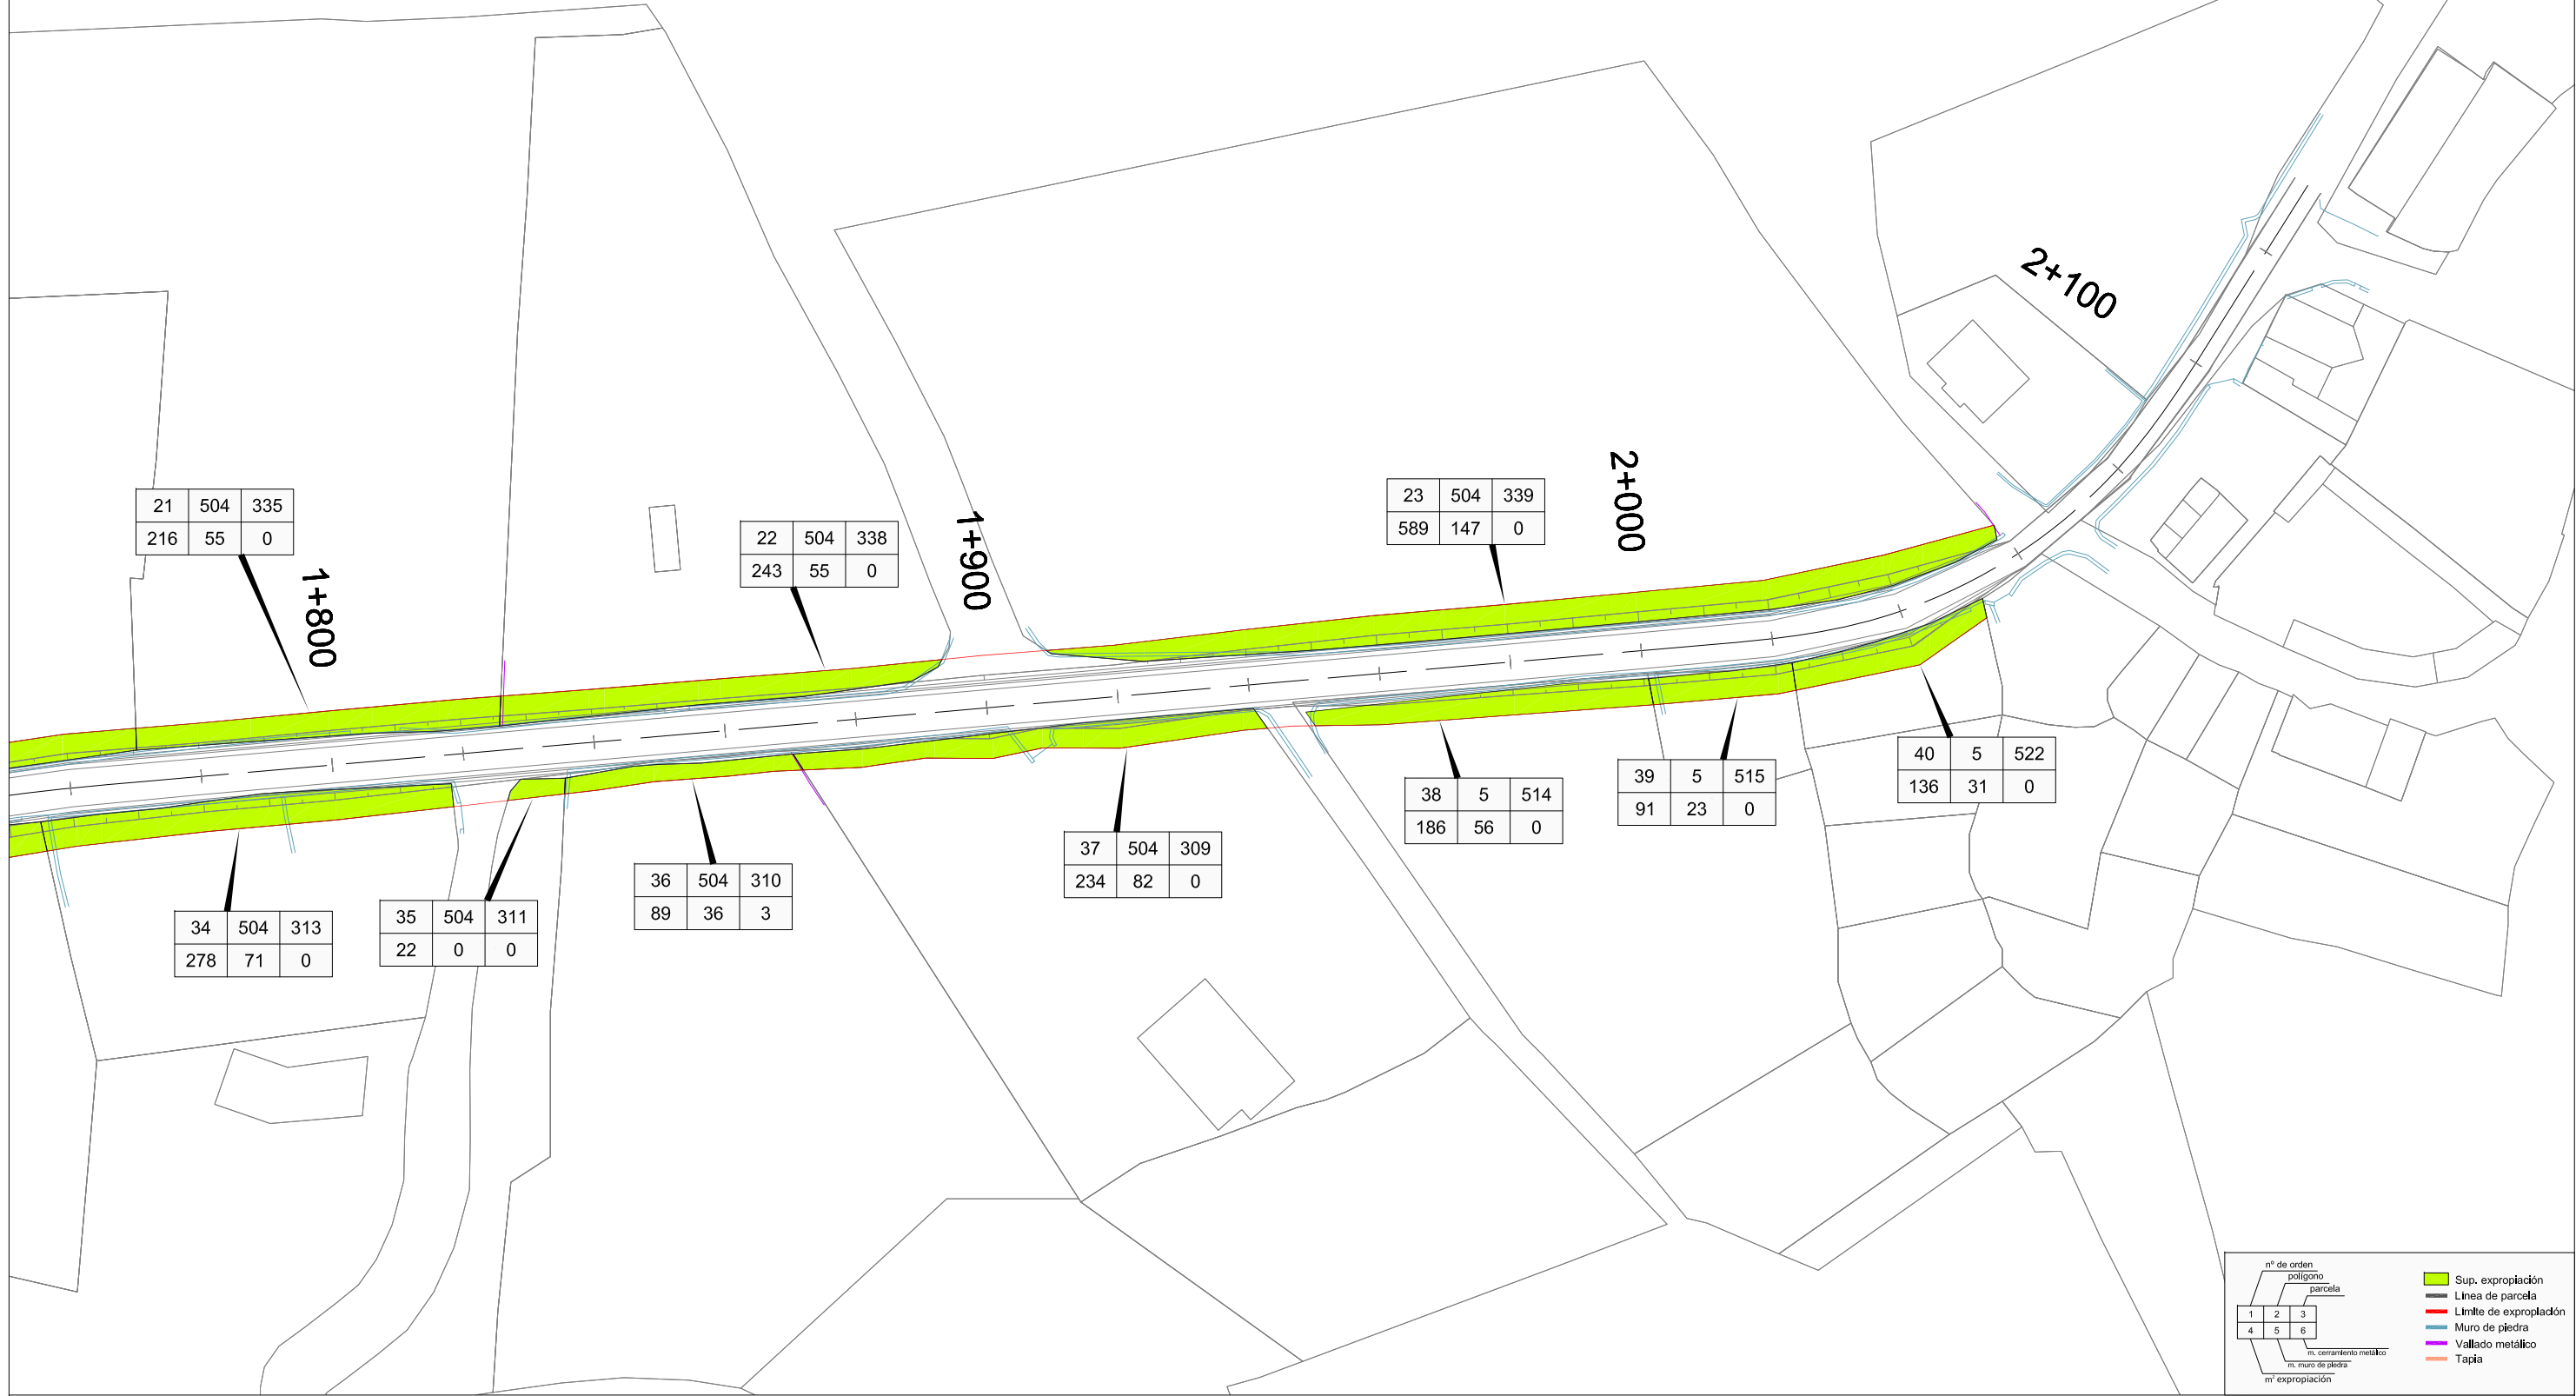 2+100
2+000
21 504 335
216 55 0
1+800
22 504 338
243 55 0
1+900
23 504 339
589 147 0
34 504 313
278 71 0
35 504 311
22 0 0
36 504 310
89 36 3
37 504 309
234 82 0
38 5 514
186 56 0
39 5 515
91 23 0
40 5 522
136 31 0
nº de orden
polígono
parcela
1 2 3
4 5 6
m. cerramiento metálico
m. muro de piedra
m² expropiación
Sup. expropiación
Línea de parcela
Límite de expropiación
Muro de piedra
Vallado metálico
Tapia